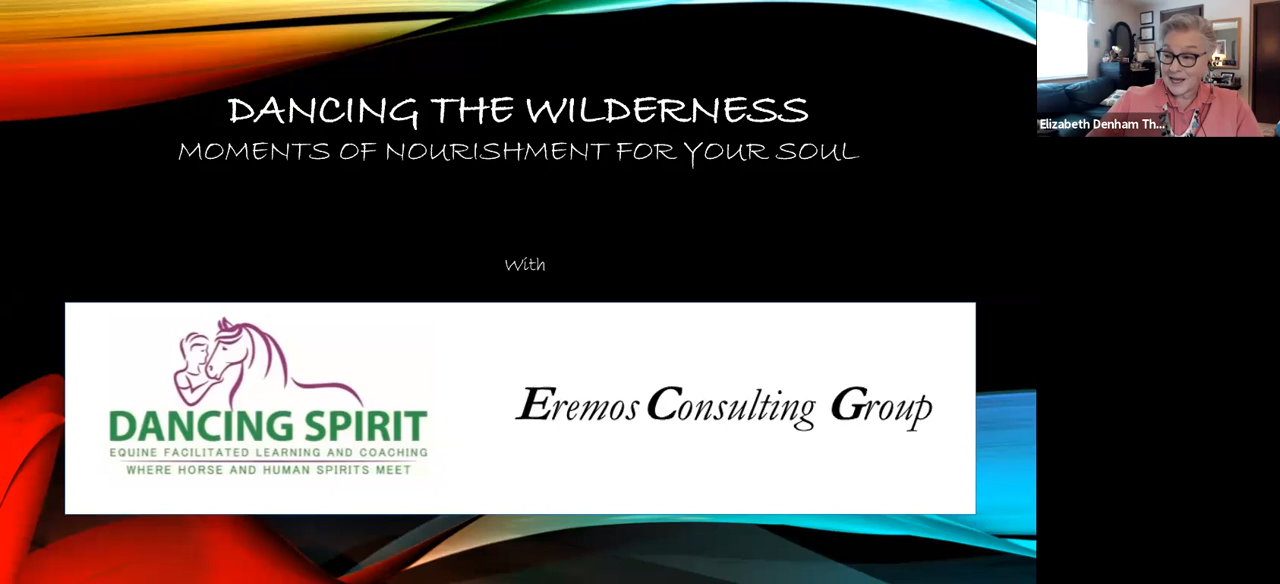 DANCING THE WILDERNESS
MOMENTS OF NOURISHMENT FOR YOUR SOUL
With
DANCING SPIRIT
EQUINE FACILITATED LEARNING AND COACHING
WHERE HORSE AND HUMAN SPIRITS MEET
Eremos Consulting Group
Elizabeth Denham Th...